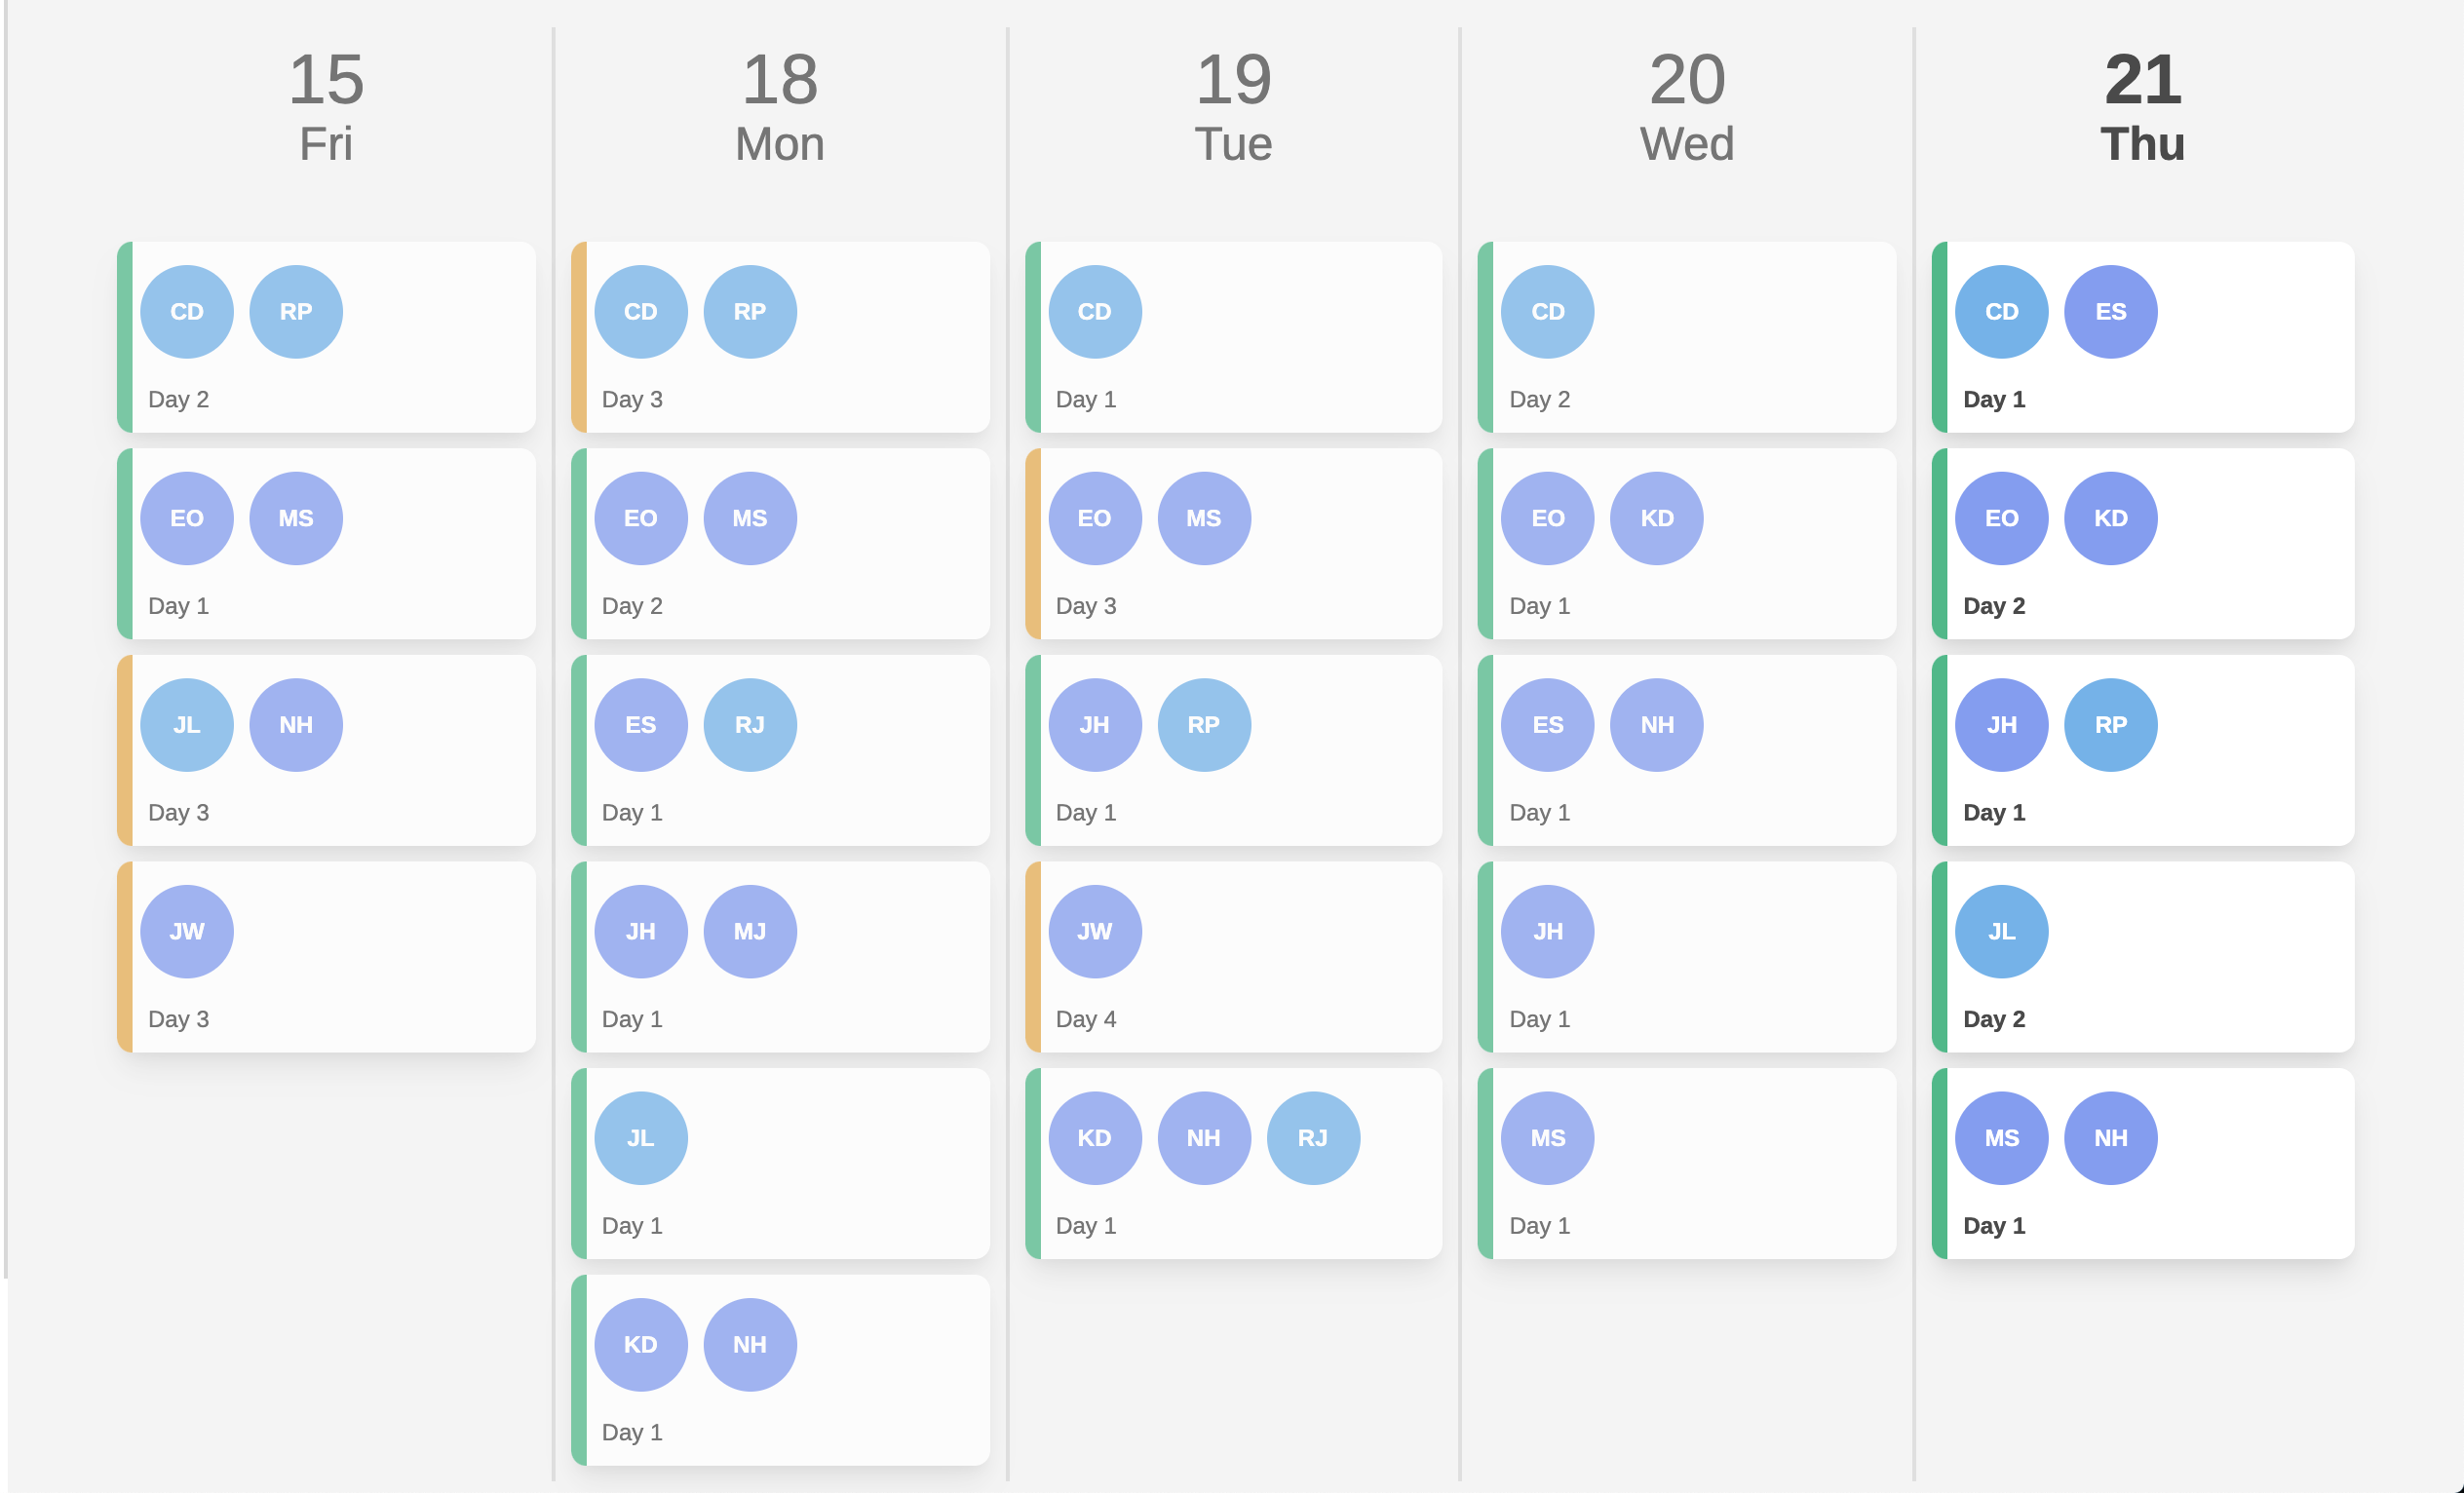 15
Fri
CD RP
Day 2
EO MS
Day 1
JL NH
Day 3
JW
Day 3
18
Mon
CD RP
Day 3
EO MS
Day 2
ES RJ
Day 1
JH MJ
Day 1
JL
Day 1
KD NH
Day 1
19
Tue
CD
Day 1
EO MS
Day 3
JH RP
Day 1
JW
Day 4
KD NH RJ
Day 1
20
Wed
CD
Day 2
EO KD
Day 1
ES NH
Day 1
JH
Day 1
MS
Day 1
21
Thu
CD ES
Day 1
EO KD
Day 2
JH RP
Day 1
JL
Day 2
MS NH
Day 1